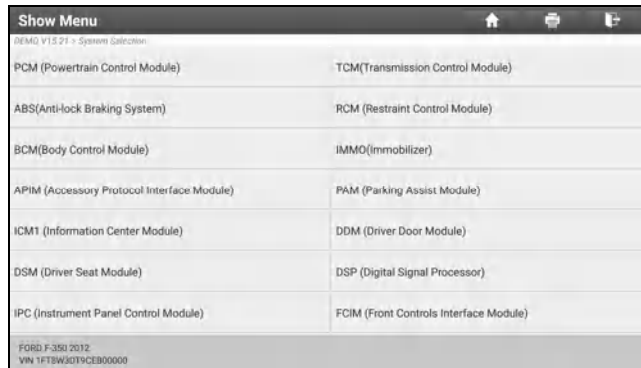 Show Menu
DEMO V15.21 > System Selection
PCM (Powertrain Control Module)
TCM(Transmission Control Module)
ABS(Anti-lock Braking System)
RCM (Restraint Control Module)
BCM(Body Control Module)
IMMO(Immobilizer)
APIM (Accessory Protocol Interface Module)
PAM (Parking Assist Module)
ICM1 (Information Center Module)
DDM (Driver Door Module)
DSM (Driver Seat Module)
DSP (Digital Signal Processor)
IPC (Instrument Panel Control Module)
FCIM (Front Controls Interface Module)
FORD F-350 2012
VIN 1FT8W3DT9CEB00000